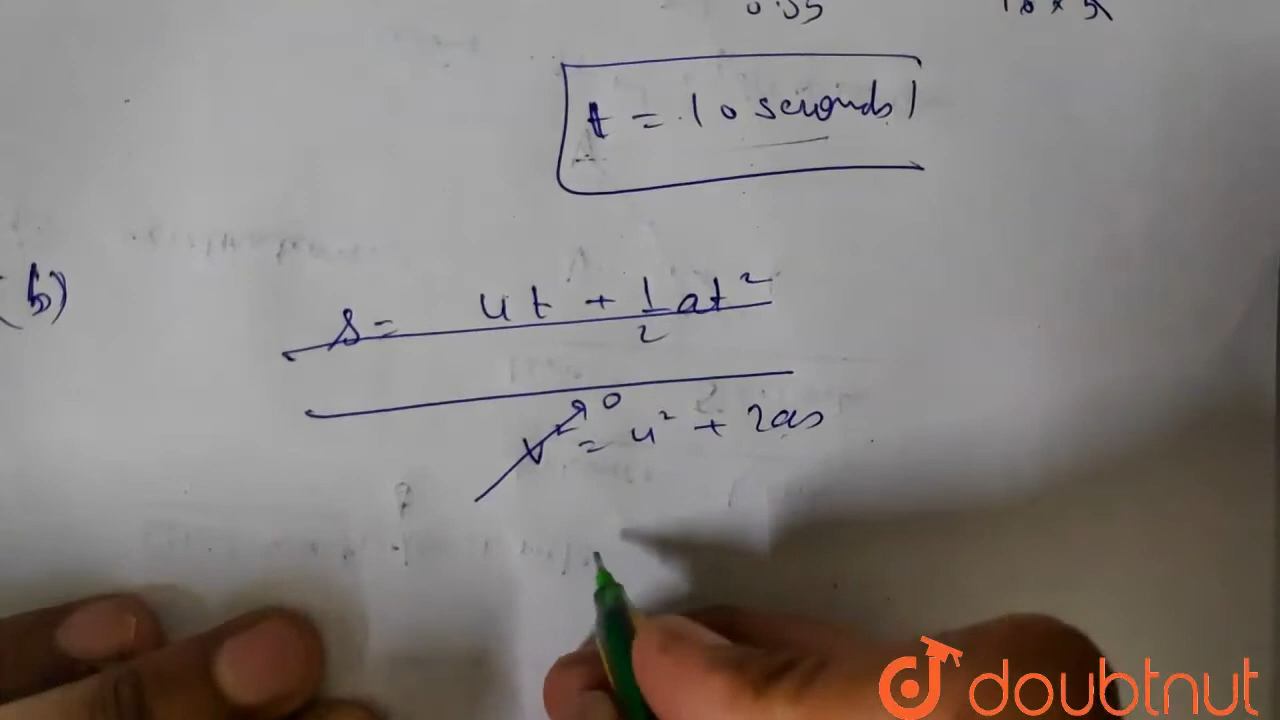 t = 10 seconds
(b)
s = ut + 1/2 at²
v² = u² + 2as
0
doubtnut